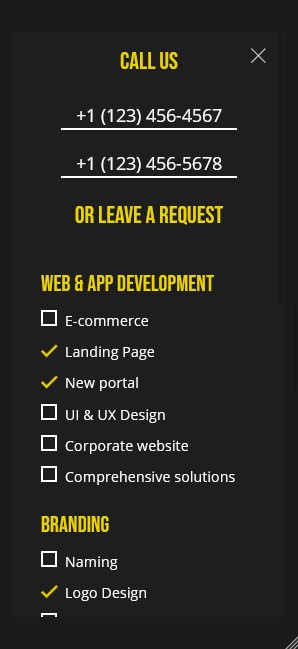 CALL US
+1 (123) 456-4567
+1 (123) 456-5678
OR LEAVE A REQUEST
WEB & APP DEVELOPMENT
E-commerce
Landing Page
New portal
UI & UX Design
Corporate website
Comprehensive solutions
BRANDING
Naming
Logo Design